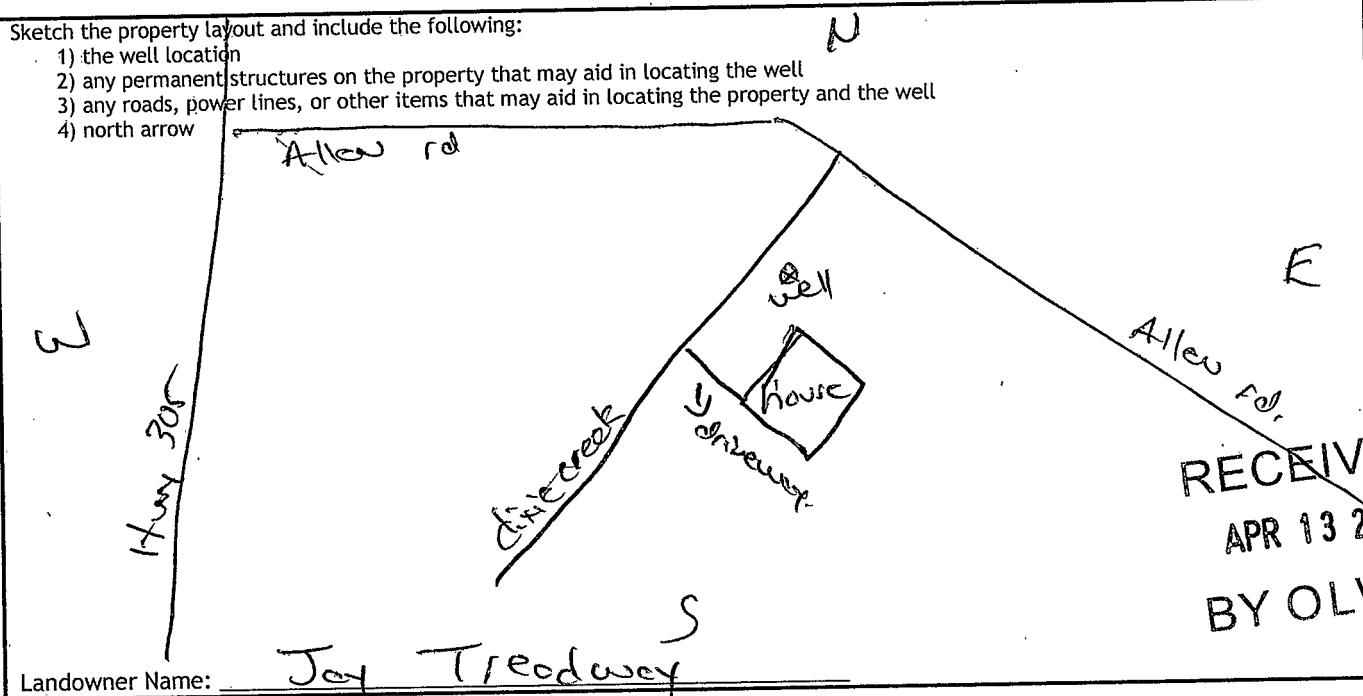 Sketch the property layout and include the following:
1) the well location
2) any permanent structures on the property that may aid in locating the well
3) any roads, power lines, or other items that may aid in locating the property and the well
4) north arrow
N
Allen rd
E
well
W
Allen rd.
house
Hwy 305
driveway
dixie creek
RECEIV
APR 13 2
BY OLW
S
Landowner Name: Jay Treadway